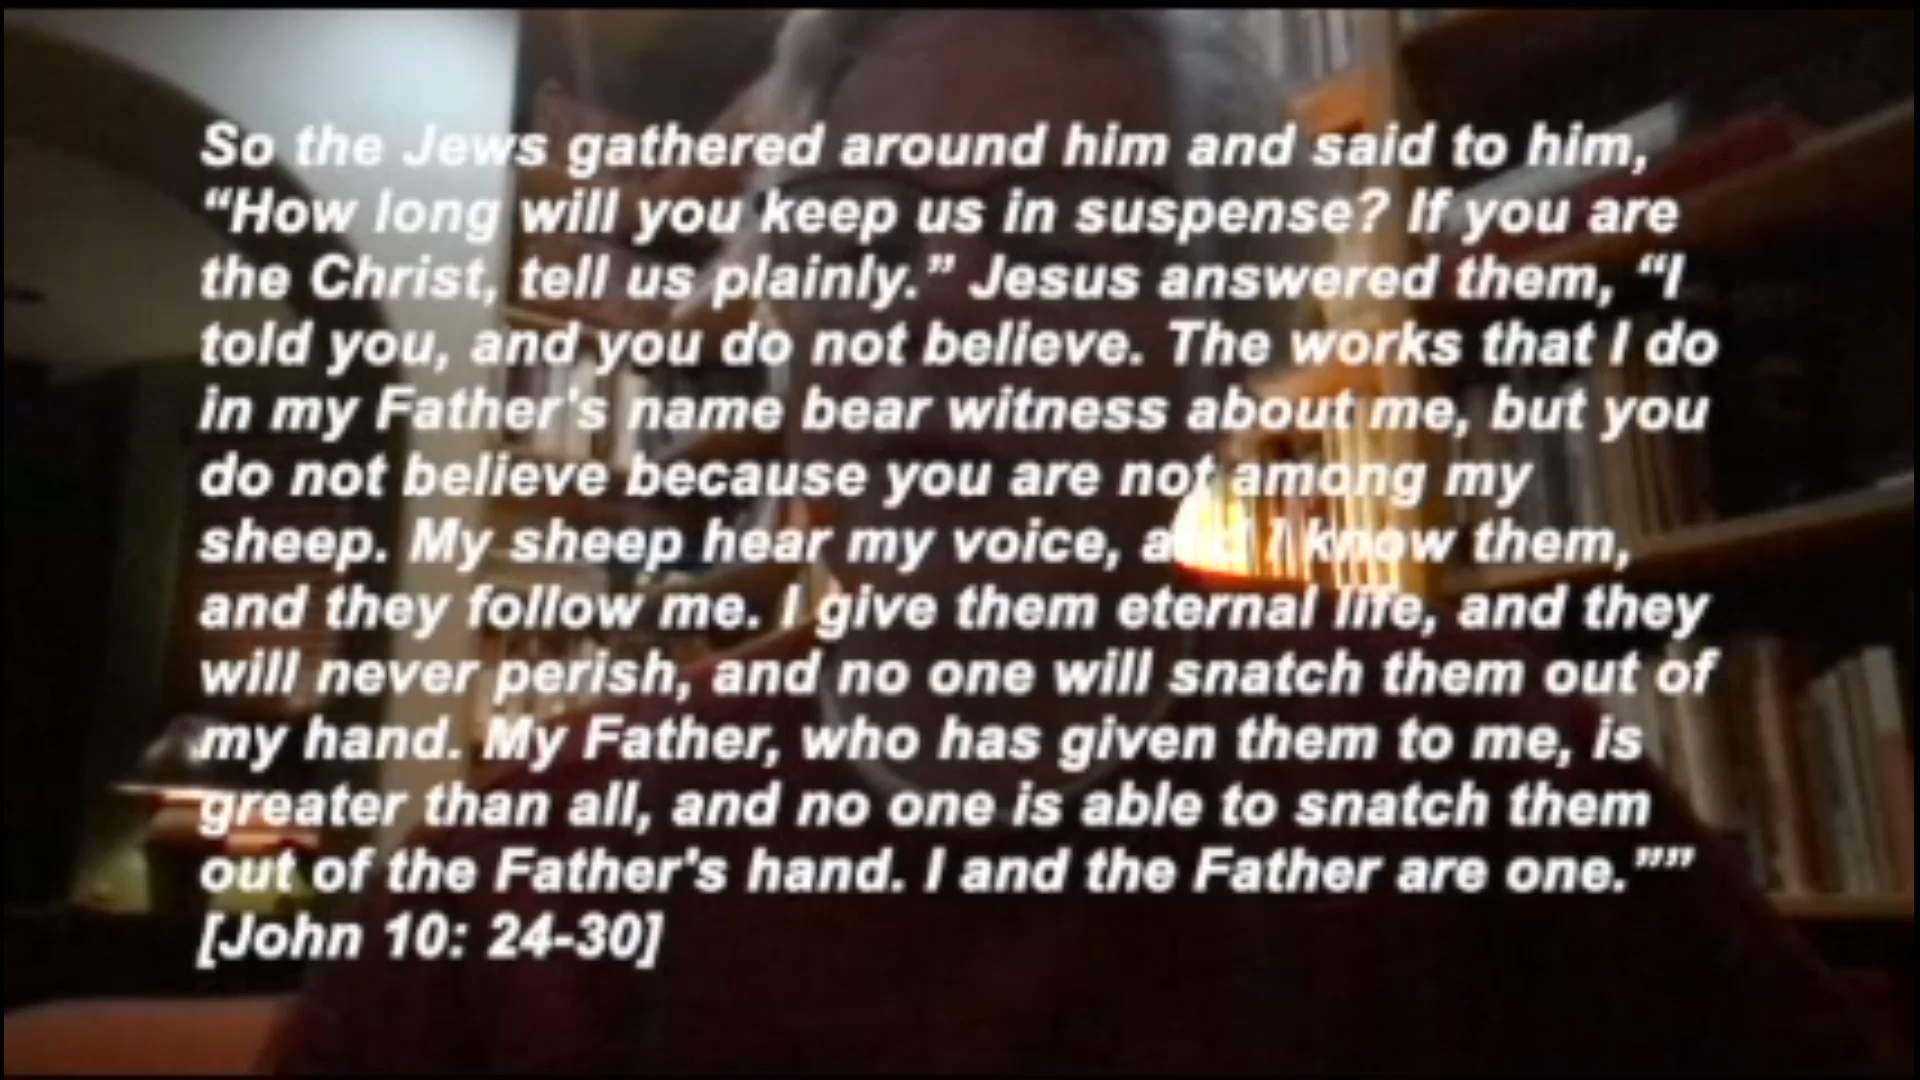 So the Jews gathered around him and said to him,
“How long will you keep us in suspense? If you are
the Christ, tell us plainly.” Jesus answered them, “I
told you, and you do not believe. The works that I do
in my Father's name bear witness about me, but you
do not believe because you are not among my
sheep. My sheep hear my voice, and I know them,
and they follow me. I give them eternal life, and they
will never perish, and no one will snatch them out of
my hand. My Father, who has given them to me, is
greater than all, and no one is able to snatch them
out of the Father's hand. I and the Father are one.””
[John 10: 24-30]